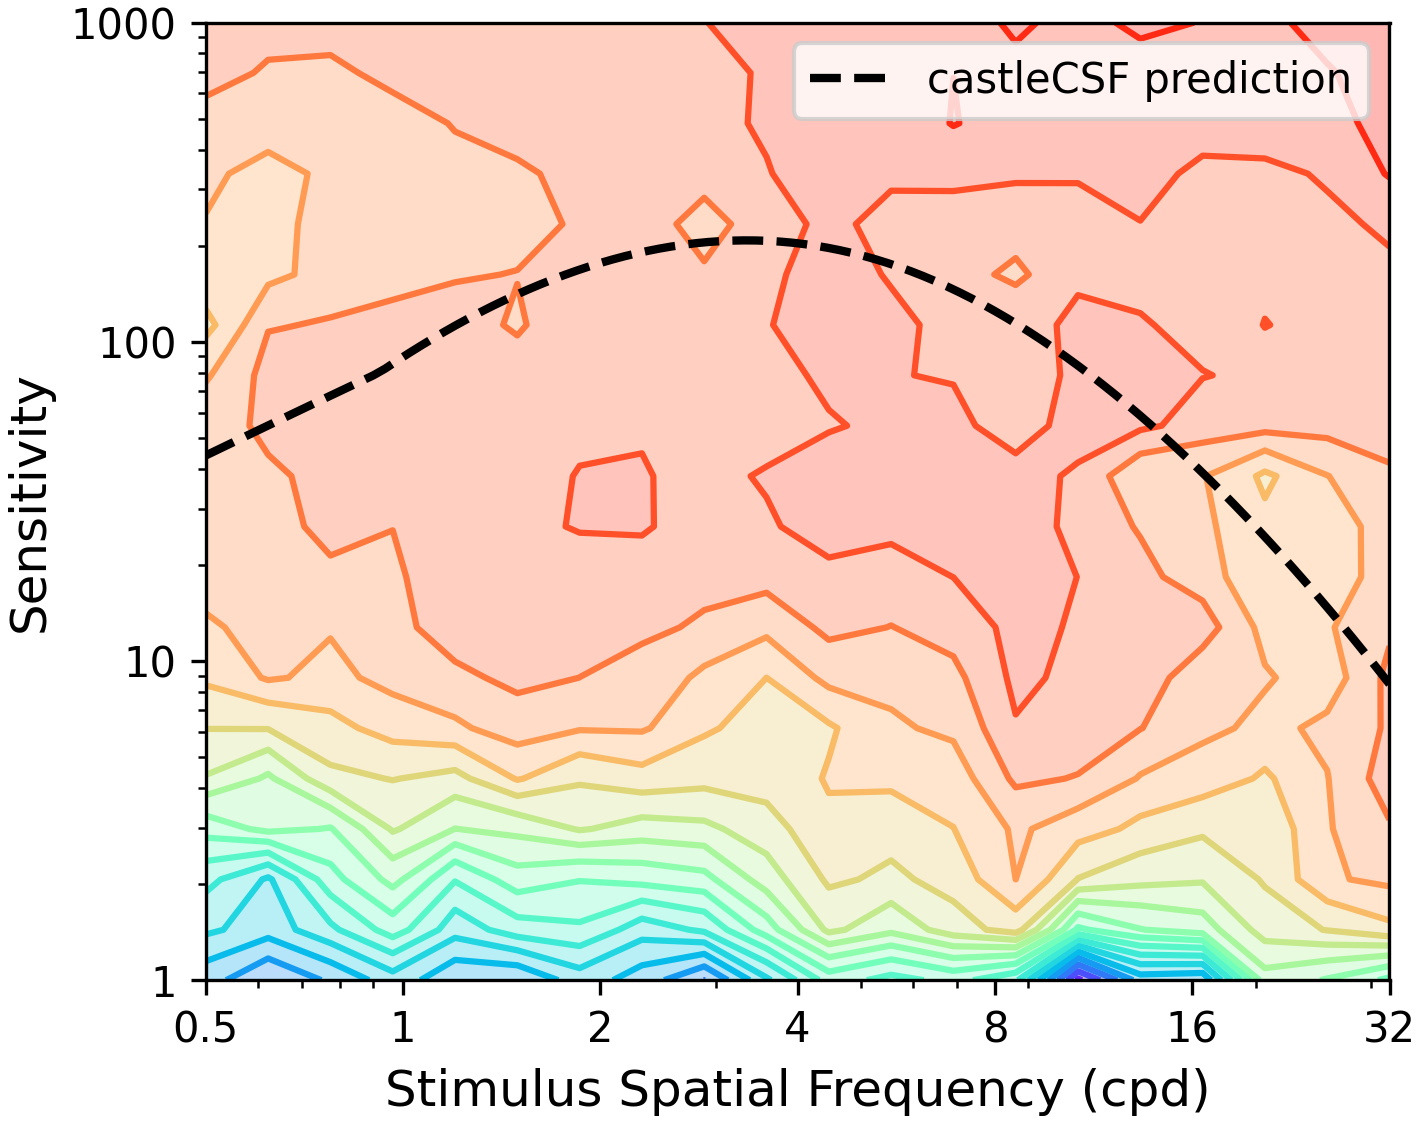 1000
castleCSF prediction
100
Sensitivity
10
1
0.5 1 2 4 8 16 32
Stimulus Spatial Frequency (cpd)